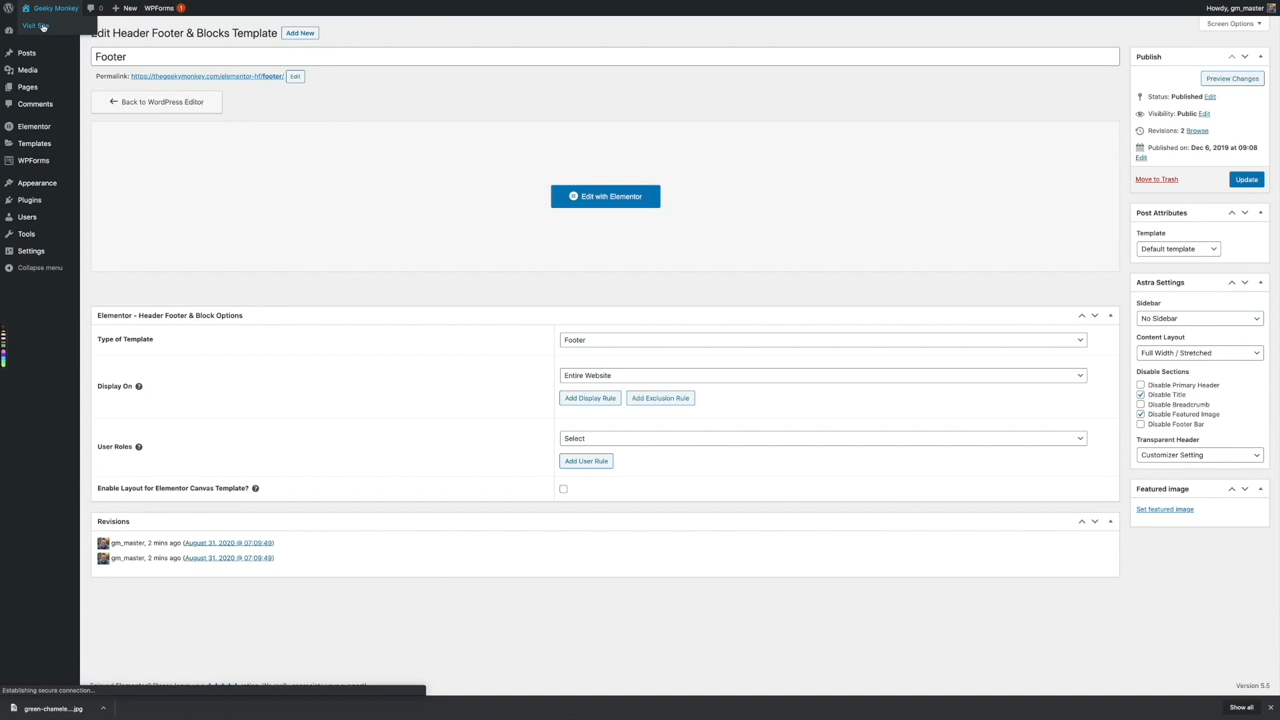 Geeky Monkey
0
New
WPForms
1
Howdy, gm_master
Visit Site
Screen Options
Edit Header Footer & Blocks Template
Add New
Footer
Permalink: https://thegeekymonkey.com/elementor-hf/footer/
Edit
Back to WordPress Editor
Edit with Elementor
Posts
Media
Pages
Comments
Elementor
Templates
WPForms
Appearance
Plugins
Users
Tools
Settings
Collapse menu
Elementor - Header Footer & Block Options
Type of Template
Footer
Display On
Entire Website
Add Display Rule
Add Exclusion Rule
User Roles
Select
Add User Rule
Enable Layout for Elementor Canvas Template?
Revisions
gm_master, 2 mins ago (August 31, 2020 @ 07:09:49)
gm_master, 2 mins ago (August 31, 2020 @ 07:09:49)
Publish
Preview Changes
Status: Published Edit
Visibility: Public Edit
Revisions: 2 Browse
Published on: Dec 6, 2019 at 09:08
Edit
Move to Trash
Update
Post Attributes
Template
Default template
Astra Settings
Sidebar
No Sidebar
Content Layout
Full Width / Stretched
Disable Sections
Disable Primary Header
Disable Title
Disable Breadcrumb
Disable Featured Image
Disable Footer Bar
Transparent Header
Customizer Setting
Featured image
Set featured image
Version 5.5
Establishing secure connection...
green-chamele....jpg
Show all